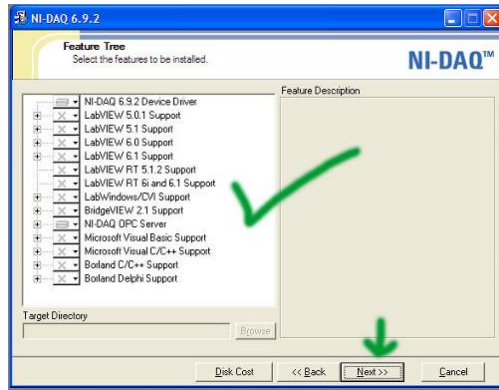 NI-DAQ 6.9.2
Feature Tree
Select the features to be installed.
NI-DAQ™
Feature Description
NI-DAQ 6.9.2 Device Driver
LabVIEW 5.0.1 Support
LabVIEW 5.1 Support
LabVIEW 6.0 Support
LabVIEW 6.1 Support
LabVIEW RT 5.1.2 Support
LabVIEW RT 6i and 6.1 Support
LabWindows/CVI Support
BridgeVIEW 2.1 Support
NI-DAQ OPC Server
Microsoft Visual Basic Support
Microsoft Visual C/C++ Support
Borland C/C++ Support
Borland Delphi Support
Target Directory
Browse
Disk Cost
<< Back
Next >>
Cancel